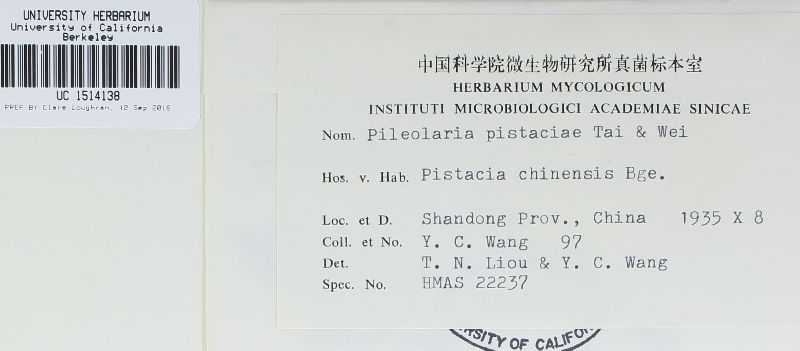 UNIVERSITY HERBARIUM
University of California
Berkeley
UC 1514138
PREP BY Clare Loughran, 12 Sep 2016
中国科学院微生物研究所真菌标本室
HERBARIUM MYCOLOGICUM
INSTITUTI MICROBIOLOGICI ACADEMIAE SINICAE
Nom. Pileolaria pistaciae Tai & Wei
Hos. v. Hab. Pistacia chinensis Bge.
Loc. et D. Shandong Prov., China 1935 X 8
Coll. et No. Y. C. Wang 97
Det. T. N. Liou & Y. C. Wang
Spec. No. HMAS 22237
OF CALIFO